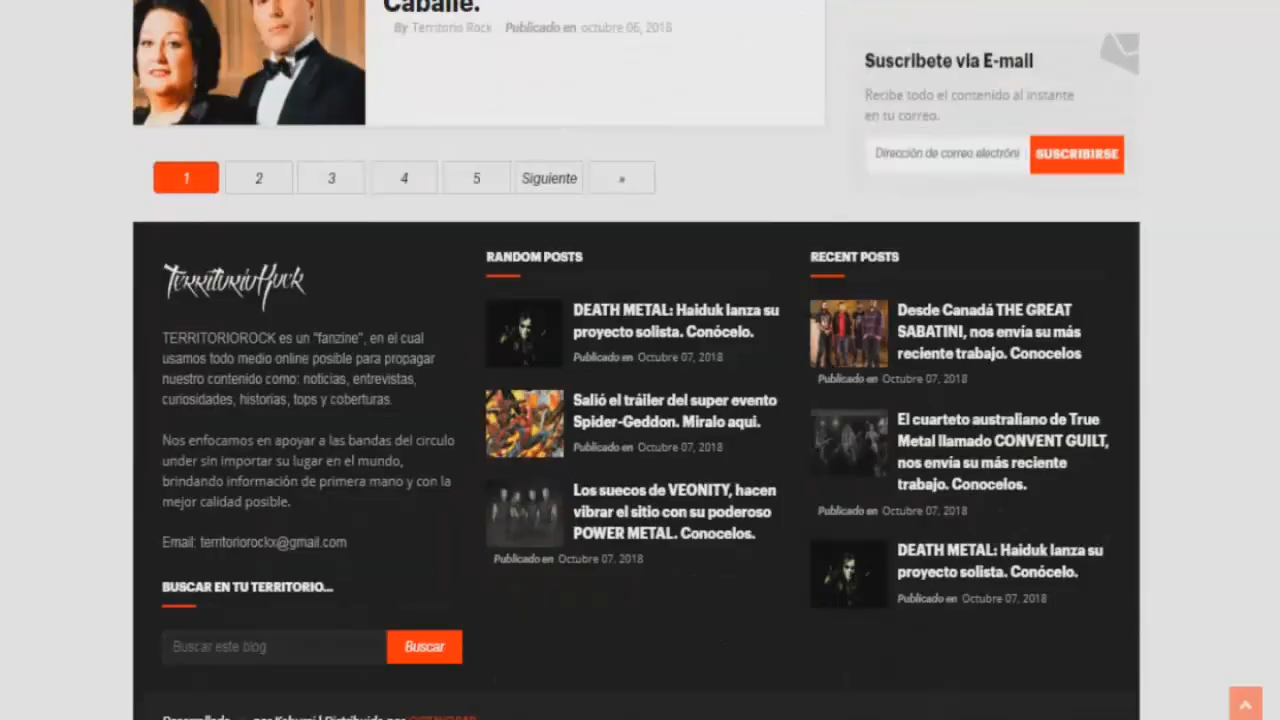 Caballé.
By Territorio Rock Publicado en octubre 06, 2018
Suscribete via E-mail
Recibe todo el contenido al instante
en tu correo.
Dirección de correo electróni
SUSCRIBIRSE
1 2 3 4 5 Siguiente »
TerritorioRock
TERRITORIOROCK es un "fanzine", en el cual
usamos todo medio online posible para propagar
nuestro contenido como: noticias, entrevistas,
curiosidades, historias, tops y coberturas.
Nos enfocamos en apoyar a las bandas del circulo
under sin importar su lugar en el mundo,
brindando información de primera mano y con la
mejor calidad posible.
Email: territoriorockx@gmail.com
BUSCAR EN TU TERRITORIO...
Buscar este blog
Buscar
RANDOM POSTS
DEATH METAL: Haiduk lanza su
proyecto solista. Conócelo.
Publicado en Octubre 07, 2018
Salió el tráiler del super evento
Spider-Geddon. Miralo aqui.
Publicado en Octubre 07, 2018
Los suecos de VEONITY, hacen
vibrar el sitio con su poderoso
POWER METAL. Conocelos.
Publicado en Octubre 07, 2018
RECENT POSTS
Desde Canadá THE GREAT
SABATINI, nos envia su más
reciente trabajo. Conocelos
Publicado en Octubre 07, 2018
El cuarteto australiano de True
Metal llamado CONVENT GUILT,
nos envia su más reciente
trabajo. Conocelos.
Publicado en Octubre 07, 2018
DEATH METAL: Haiduk lanza su
proyecto solista. Conócelo.
Publicado en Octubre 07, 2018